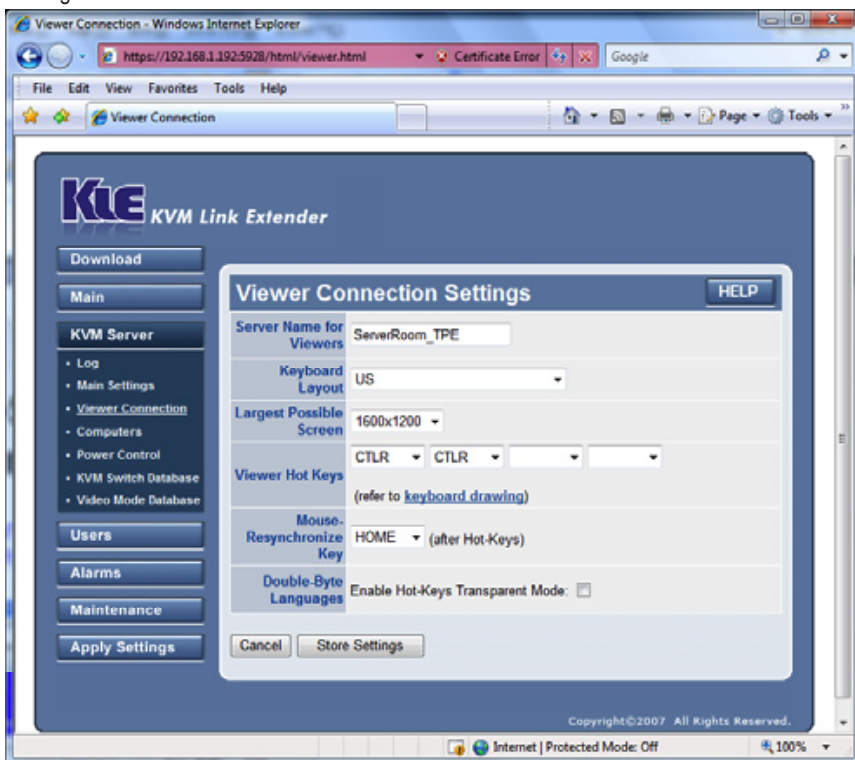 Viewer Connection - Windows Internet Explorer
https://192.168.1.192:5928/html/viewer.html
Certificate Error
Google
File Edit View Favorites Tools Help
Viewer Connection
Page
Tools
KLE KVM Link Extender
Download
Main
KVM Server
Log
Main Settings
Viewer Connection
Computers
Power Control
KVM Switch Database
Video Mode Database
Users
Alarms
Maintenance
Apply Settings
Viewer Connection Settings
HELP
Server Name for Viewers
ServerRoom_TPE
Keyboard Layout
US
Largest Possible Screen
1600x1200
Viewer Hot Keys
CTLR CTLR
(refer to keyboard drawing)
Mouse-Resynchronize Key
HOME (after Hot-Keys)
Double-Byte Languages
Enable Hot-Keys Transparent Mode:
Cancel Store Settings
Copyright©2007 All Rights Reserved.
Internet | Protected Mode: Off
100%